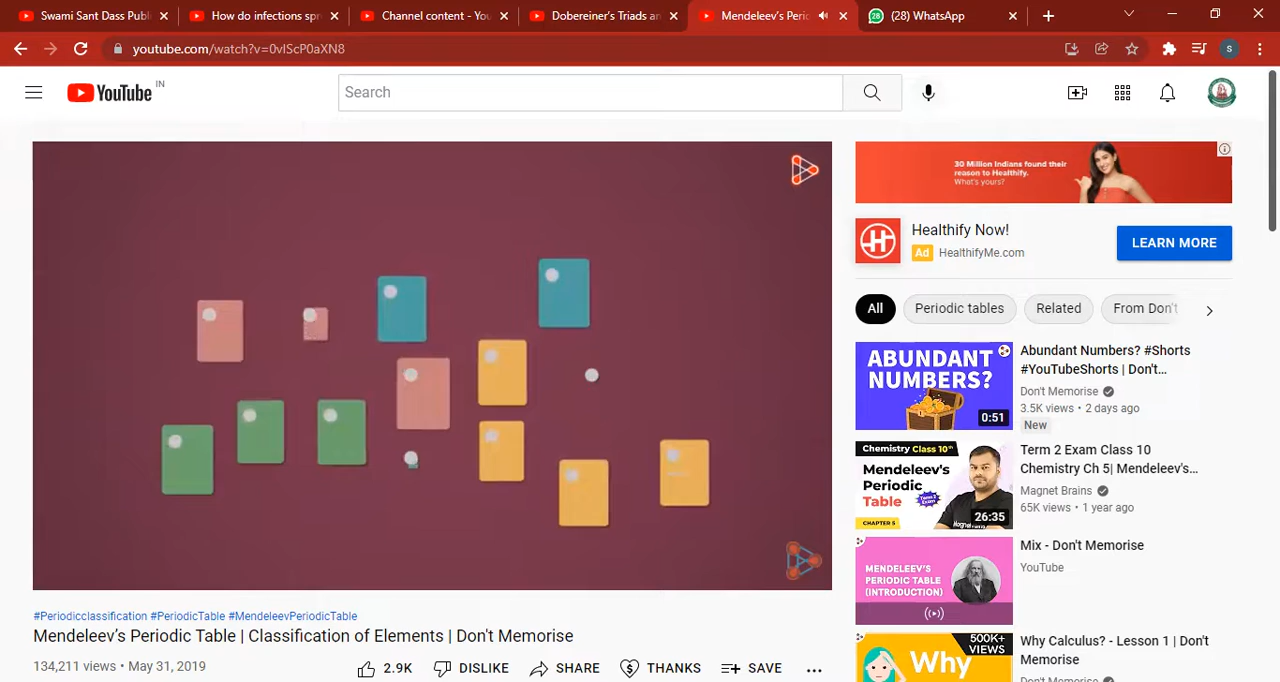 Swami Sant Dass Publ
How do infections spr
Channel content - You
Dobereiner's Triads an
Mendeleev's Perio
28 (28) WhatsApp
youtube.com/watch?v=0vlScP0aXN8
S
YouTube IN
Search
30 Million Indians found their
reason to Healthify.
What's yours?
Healthify Now!
Ad HealthifyMe.com
LEARN MORE
All
Periodic tables
Related
From Don't
ABUNDANT
NUMBERS?
0:51
Abundant Numbers? #Shorts
#YouTubeShorts | Don't...
Don't Memorise
3.5K views • 2 days ago
New
Chemistry Class 10th
Mendeleev's
Periodic
Table
CHAPTER 5
26:35
Term 2 Exam Class 10
Chemistry Ch 5| Mendeleev's...
Magnet Brains
65K views • 1 year ago
MENDELEEV'S
PERIODIC TABLE
(INTRODUCTION)
Mix - Don't Memorise
YouTube
500K+
VIEWS
Why
Why Calculus? - Lesson 1 | Don't
Memorise
Don't Memorise
#Periodicclassification #PeriodicTable #MendeleevPeriodicTable
Mendeleev's Periodic Table | Classification of Elements | Don't Memorise
134,211 views • May 31, 2019
2.9K
DISLIKE
SHARE
THANKS
SAVE